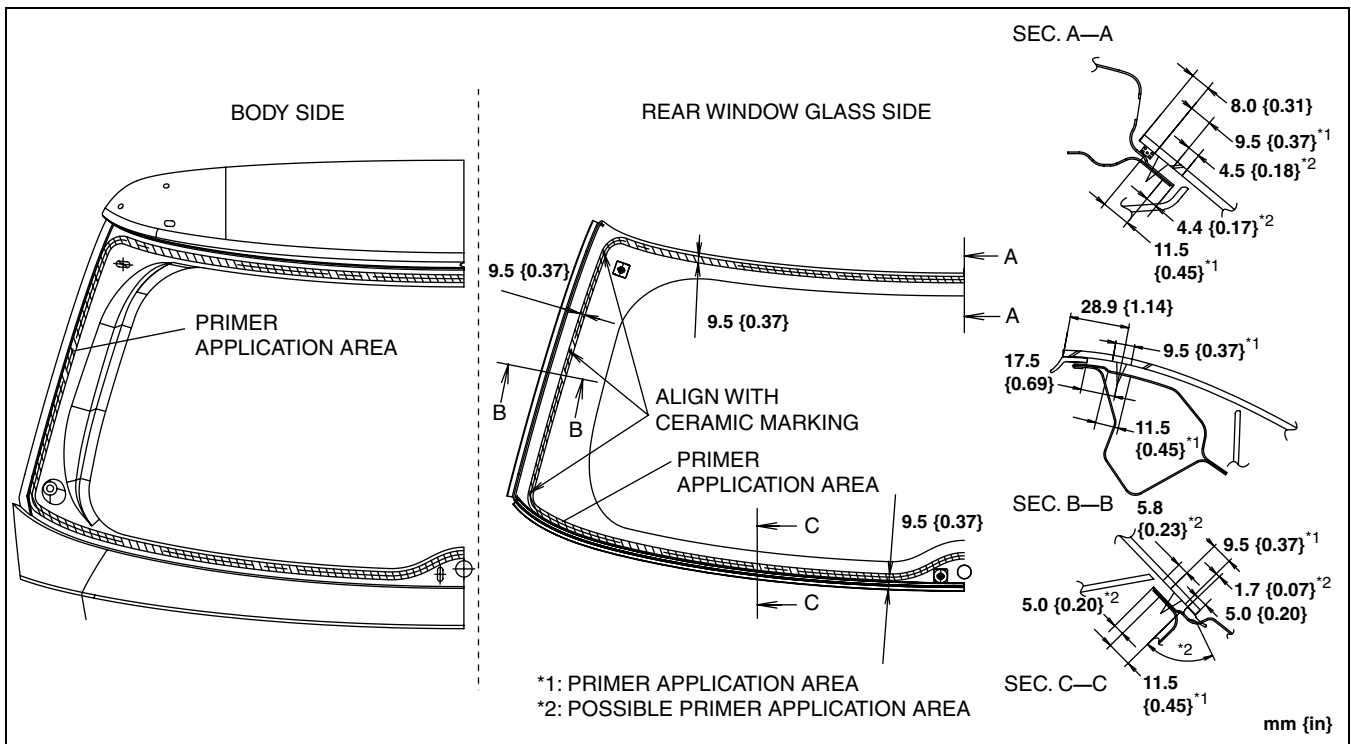 BODY SIDE
PRIMER
APPLICATION AREA
REAR WINDOW GLASS SIDE
9.5 {0.37}
9.5 {0.37}
A
A
B
B
ALIGN WITH
CERAMIC MARKING
PRIMER
APPLICATION AREA
C
C
9.5 {0.37}
*1: PRIMER APPLICATION AREA
*2: POSSIBLE PRIMER APPLICATION AREA
SEC. A—A
8.0 {0.31}
9.5 {0.37}*1
4.5 {0.18}*2
4.4 {0.17}*2
11.5
{0.45}*1
28.9 {1.14}
9.5 {0.37}*1
17.5
{0.69}
11.5
{0.45}*1
SEC. B—B
5.8
{0.23}*2
9.5 {0.37}*1
1.7 {0.07}*2
5.0 {0.20}
5.0 {0.20}*2
*2
11.5
{0.45}*1
SEC. C—C
mm {in}